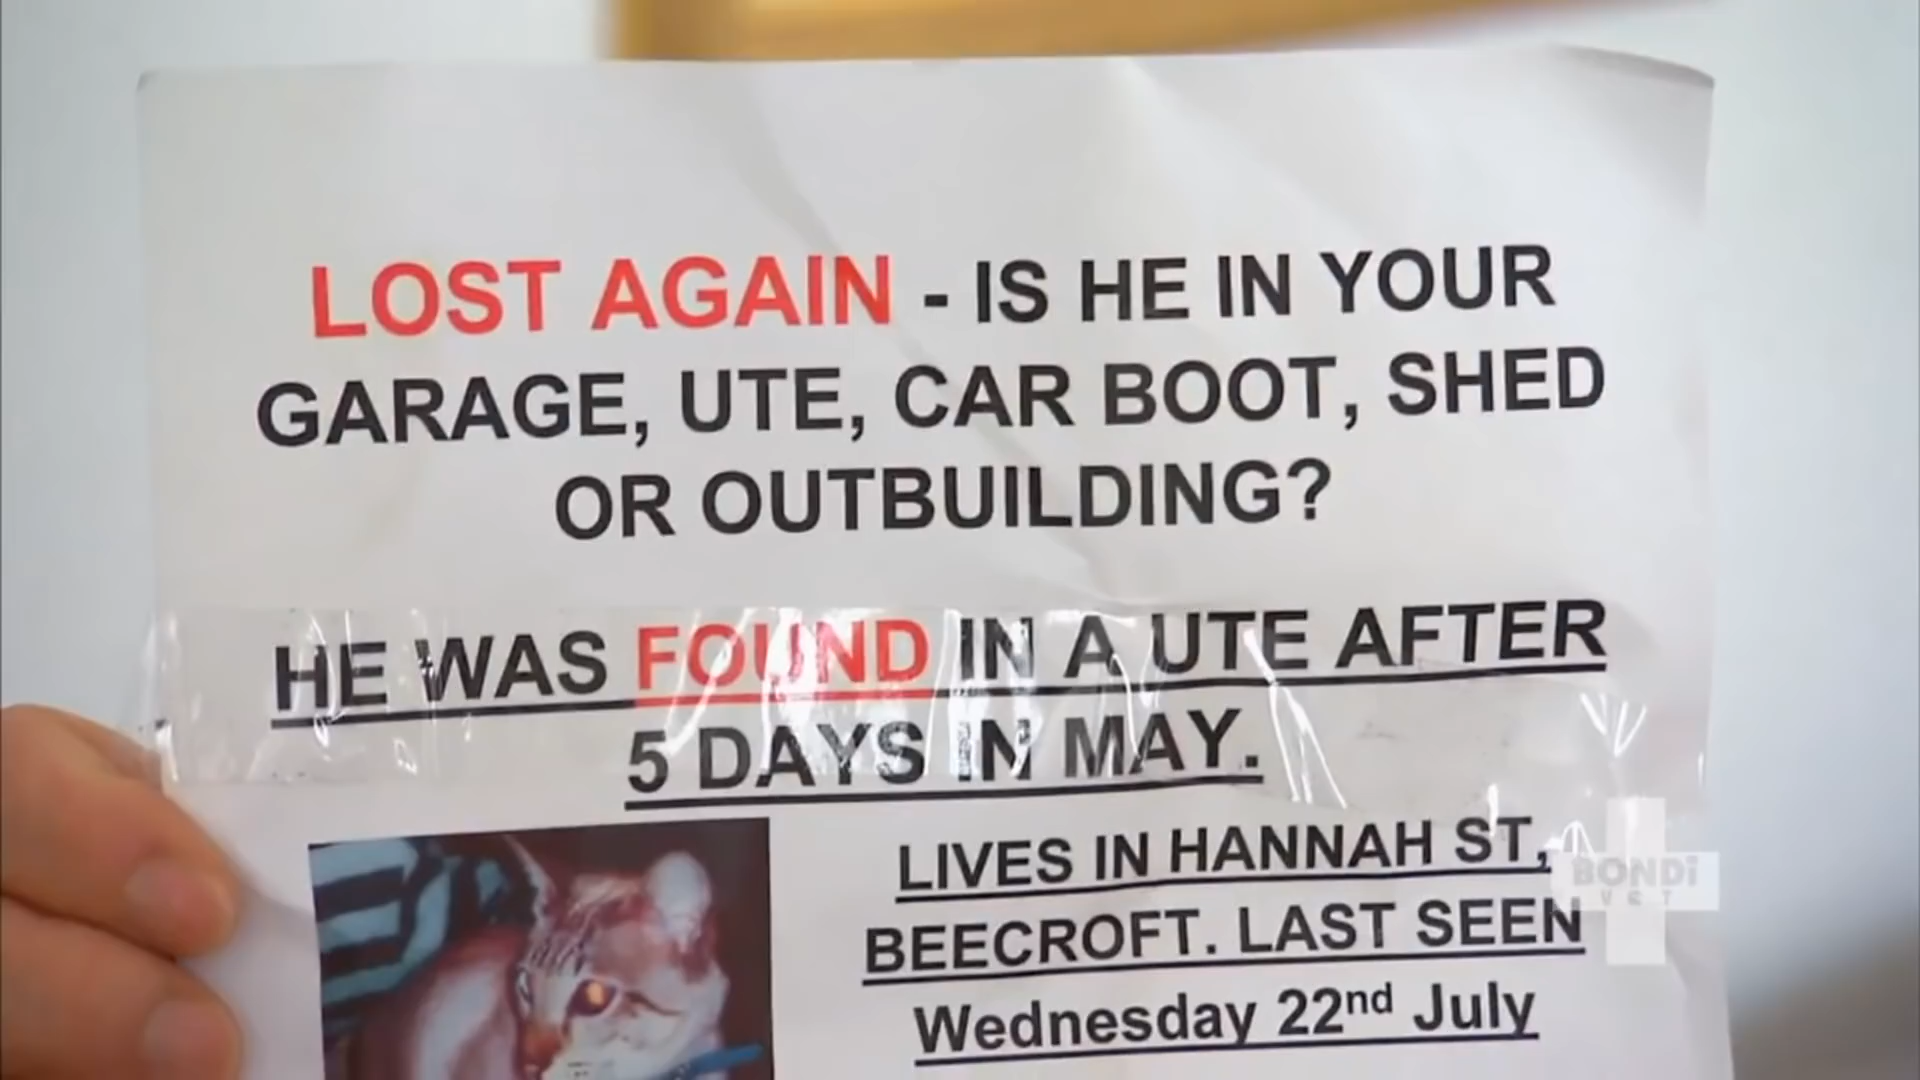 LOST AGAIN - IS HE IN YOUR
GARAGE, UTE, CAR BOOT, SHED
OR OUTBUILDING?
HE WAS FOUND IN A UTE AFTER
5 DAYS IN MAY.
LIVES IN HANNAH ST,
BEECROFT. LAST SEEN
Wednesday 22nd July
BONDi
VET